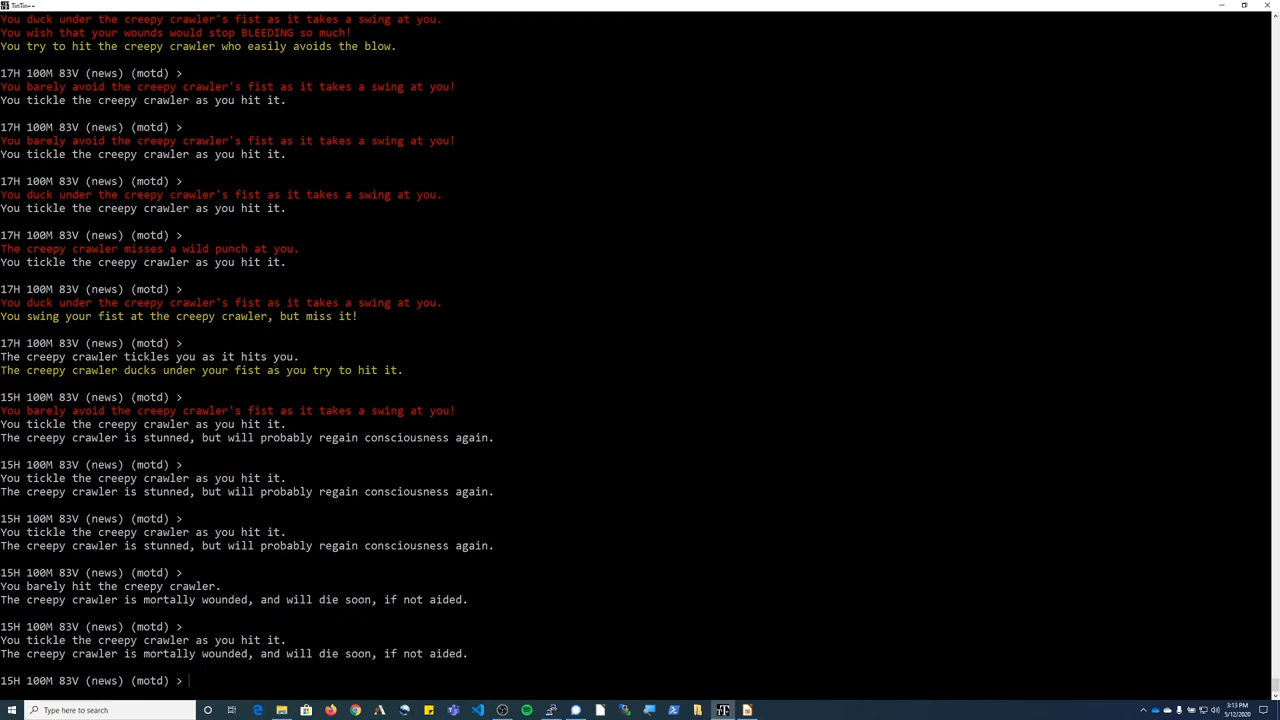 TinTin++
You duck under the creepy crawler's fist as it takes a swing at you.
You wish that your wounds would stop BLEEDING so much!
You try to hit the creepy crawler who easily avoids the blow.
17H 100M 83V (news) (motd) >
You barely avoid the creepy crawler's fist as it takes a swing at you!
You tickle the creepy crawler as you hit it.
17H 100M 83V (news) (motd) >
You barely avoid the creepy crawler's fist as it takes a swing at you!
You tickle the creepy crawler as you hit it.
17H 100M 83V (news) (motd) >
You duck under the creepy crawler's fist as it takes a swing at you.
You tickle the creepy crawler as you hit it.
17H 100M 83V (news) (motd) >
The creepy crawler misses a wild punch at you.
You tickle the creepy crawler as you hit it.
17H 100M 83V (news) (motd) >
You duck under the creepy crawler's fist as it takes a swing at you.
You swing your fist at the creepy crawler, but miss it!
17H 100M 83V (news) (motd) >
The creepy crawler tickles you as it hits you.
The creepy crawler ducks under your fist as you try to hit it.
15H 100M 83V (news) (motd) >
You barely avoid the creepy crawler's fist as it takes a swing at you!
You tickle the creepy crawler as you hit it.
The creepy crawler is stunned, but will probably regain consciousness again.
15H 100M 83V (news) (motd) >
You tickle the creepy crawler as you hit it.
The creepy crawler is stunned, but will probably regain consciousness again.
15H 100M 83V (news) (motd) >
You tickle the creepy crawler as you hit it.
The creepy crawler is stunned, but will probably regain consciousness again.
15H 100M 83V (news) (motd) >
You barely hit the creepy crawler.
The creepy crawler is mortally wounded, and will die soon, if not aided.
15H 100M 83V (news) (motd) >
You tickle the creepy crawler as you hit it.
The creepy crawler is mortally wounded, and will die soon, if not aided.
15H 100M 83V (news) (motd) >
Type here to search
3:13 PM
5/12/2020